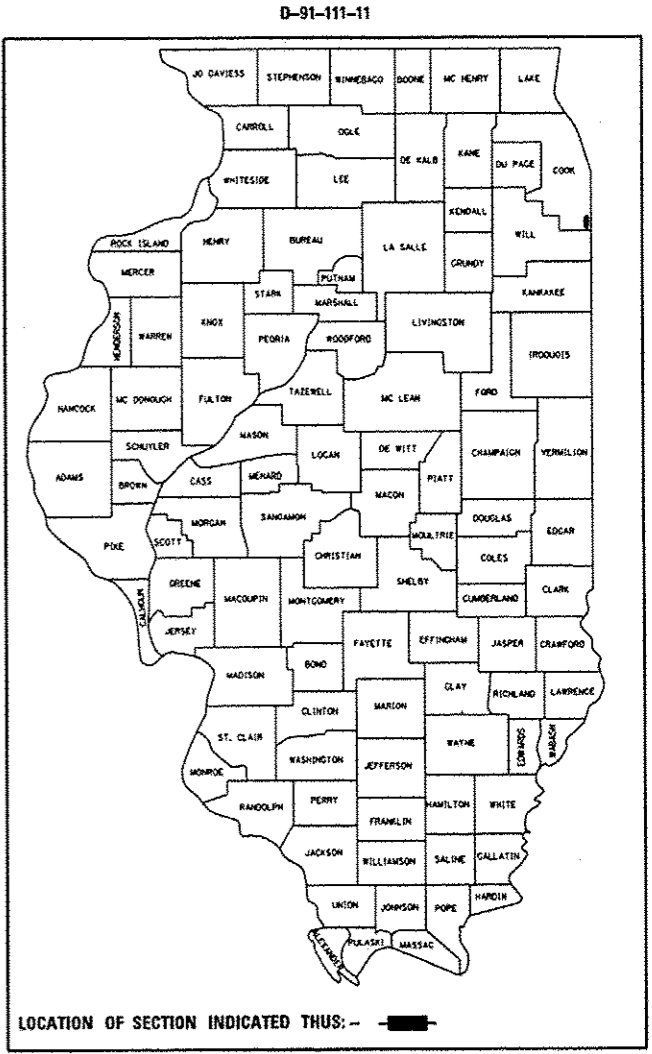 D-91-111-11
JO DAVIESS STEPHENSON WINNEBAGO BOONE MC HENRY LAKE
CARROLL OGLE DE KALB KANE DU PAGE COOK
WHITESIDE LEE
KENDALL
ROCK ISLAND HENRY BUREAU LA SALLE WILL
MERCER PUTNAM GRUNDY
STARK MARSHALL KANKAKEE
HENDERSON WARREN KNOX PEORIA WOODFORD LIVINGSTON IROQUOIS
HANCOCK MC DONOUGH FULTON TAZEWELL MC LEAN FORD
MASON
SCHUYLER LOGAN DE WITT CHAMPAIGN VERMILION
ADAMS BROWN CASS MENARD PIATT
MACON
MORGAN SANGAMON DOUGLAS EDGAR
PIKE SCOTT CHRISTIAN MOULTRIE
COLES
GREENE MACOUPIN MONTGOMERY SHELBY CUMBERLAND CLARK
CALHOUN JERSEY
FAYETTE EFFINGHAM JASPER CRAWFORD
MADISON BOND
CLAY RICHLAND LAWRENCE
CLINTON MARION
ST. CLAIR WAYNE EDWARDS WABASH
MONROE WASHINGTON JEFFERSON
RANDOLPH PERRY HAMILTON WHITE
FRANKLIN
JACKSON WILLIAMSON SALINE GALLATIN
UNION JOHNSON POPE HARDIN
ALEXANDER PULASKI MASSAC
LOCATION OF SECTION INDICATED THUS: -